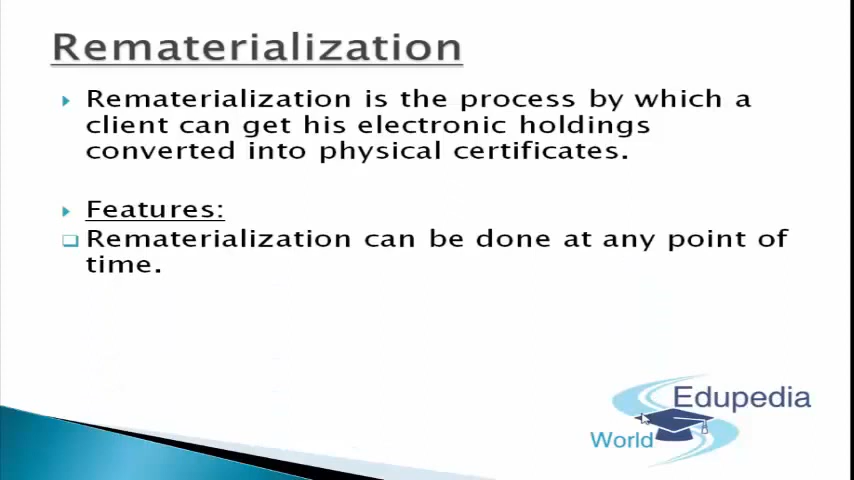 Rematerialization
Rematerialization is the process by which a
client can get his electronic holdings
converted into physical certificates.
Features:
Rematerialization can be done at any point of
time.
Edupedia
World